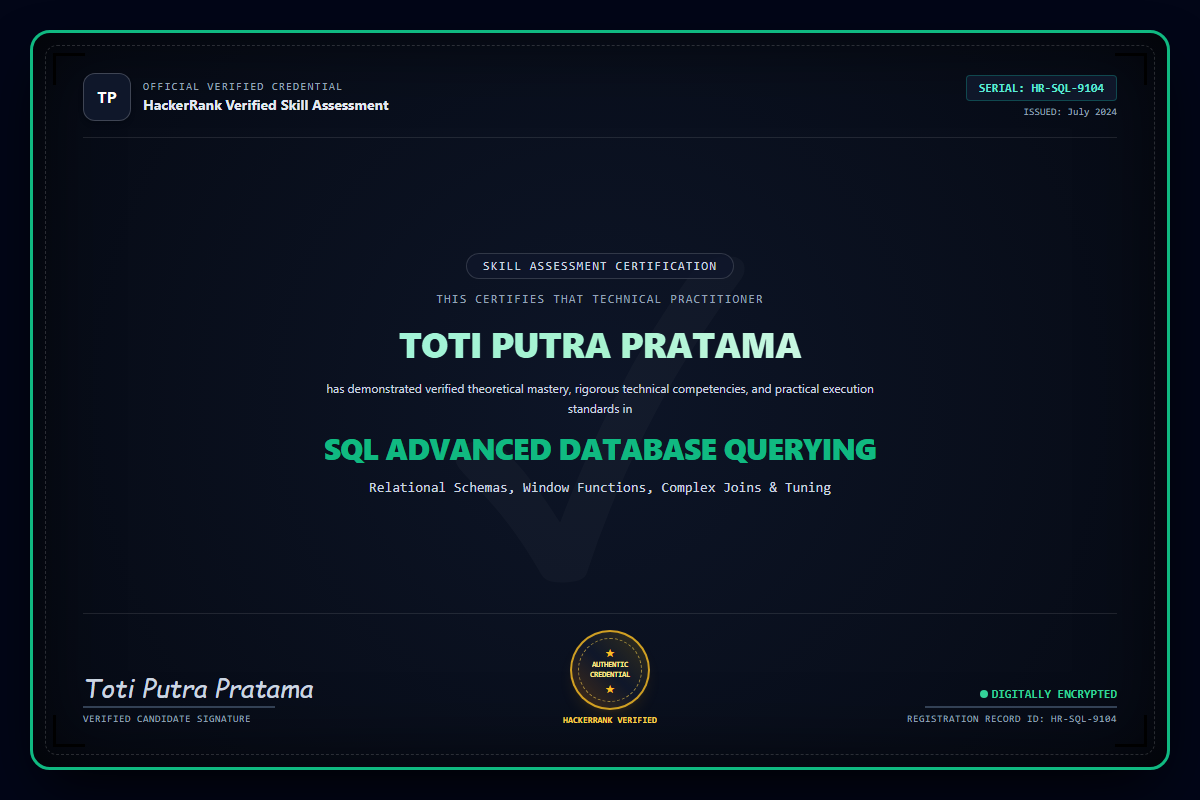 TP
OFFICIAL VERIFIED CREDENTIAL
HackerRank Verified Skill Assessment
SERIAL: HR-SQL-9104
ISSUED: July 2024
SKILL ASSESSMENT CERTIFICATION
THIS CERTIFIES THAT TECHNICAL PRACTITIONER
TOTI PUTRA PRATAMA
has demonstrated verified theoretical mastery, rigorous technical competencies, and practical execution
standards in
SQL ADVANCED DATABASE QUERYING
Relational Schemas, Window Functions, Complex Joins & Tuning
Toti Putra Pratama
VERIFIED CANDIDATE SIGNATURE
★
AUTHENTIC
CREDENTIAL
★
HACKERRANK VERIFIED
DIGITALLY ENCRYPTED
REGISTRATION RECORD ID: HR-SQL-9104